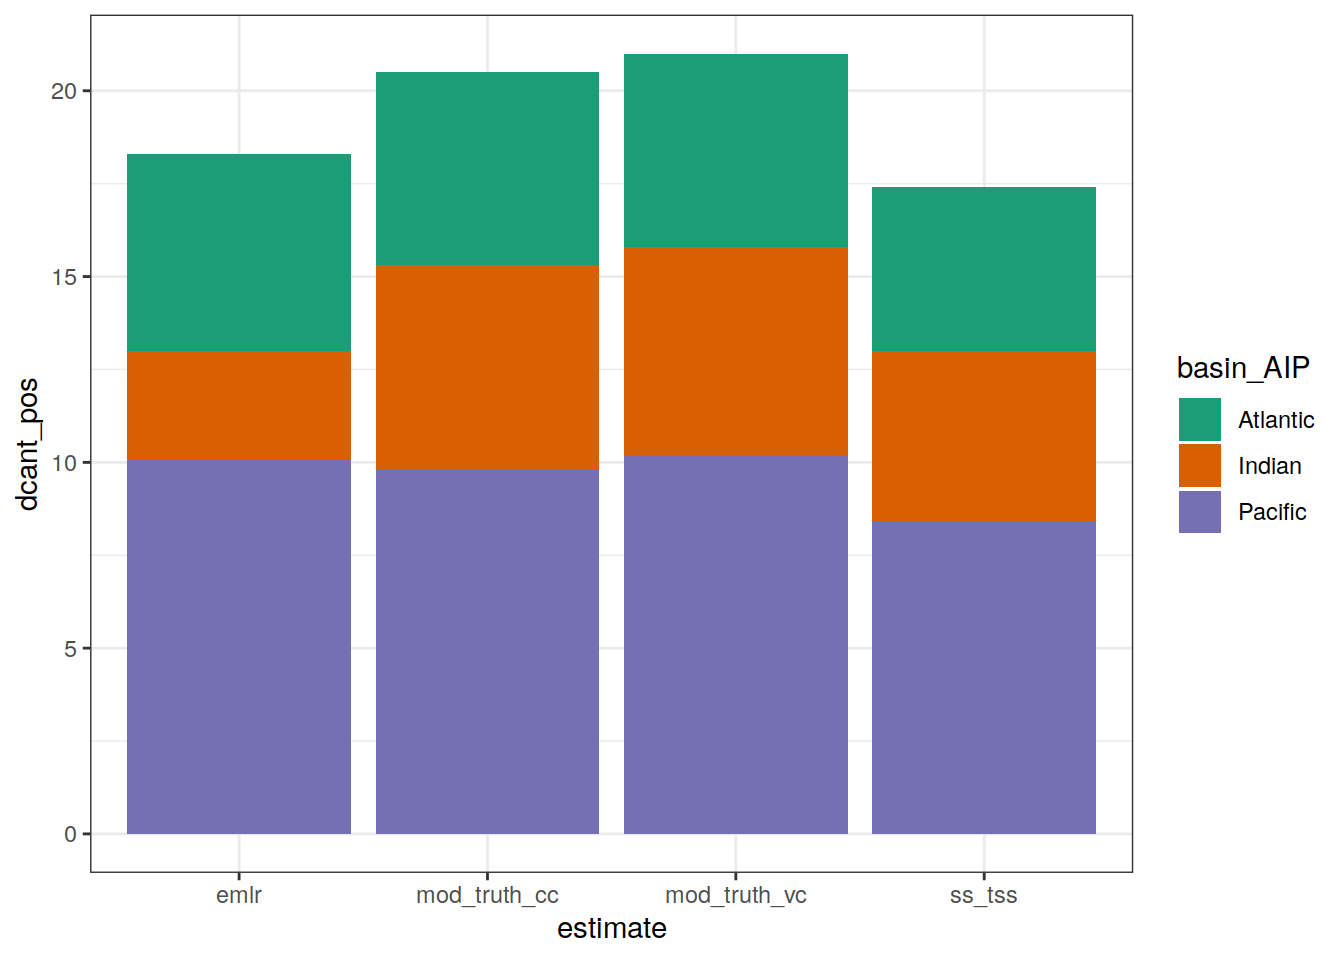 20
15
10
5
0
dcant_pos
emlr
mod_truth_cc
mod_truth_vc
ss_tss
estimate
basin_AIP
Atlantic
Indian
Pacific